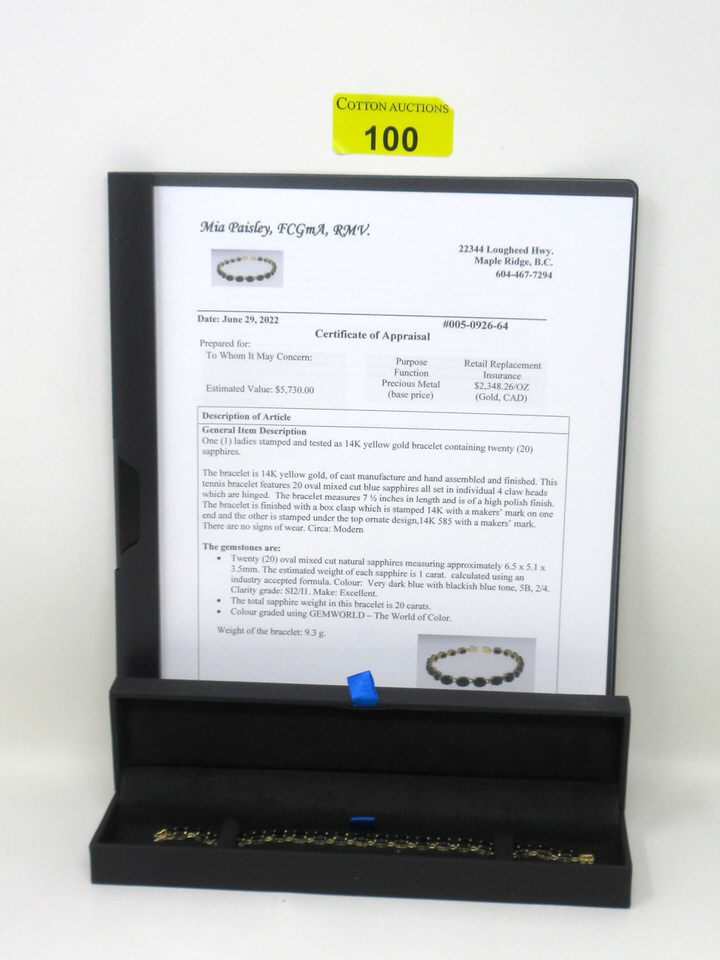 COTTON AUCTIONS
100
Mia Paisley, FCGmA, RMV.
22344 Lougheed Hwy.
Maple Ridge, B.C.
604-467-7294
Date: June 29, 2022
#005-0926-64
Certificate of Appraisal
Prepared for:
To Whom It May Concern:
Purpose Retail Replacement
Function Insurance
Estimated Value: $5,730.00
Precious Metal $2,348.26/OZ
(base price) (Gold, CAD)
Description of Article
General Item Description
One (1) ladies stamped and tested as 14K yellow gold bracelet containing twenty (20)
sapphires.
The bracelet is 14K yellow gold, of cast manufacture and hand assembled and finished. This
tennis bracelet features 20 oval mixed cut blue sapphires all set in individual 4 claw heads
which are hinged. The bracelet measures 7 ½ inches in length and is of a high polish finish.
The bracelet is finished with a box clasp which is stamped 14K with a makers' mark on one
end and the other is stamped under the top ornate design,14K 585 with a makers' mark.
There are no signs of wear. Circa: Modern
The gemstones are:
• Twenty (20) oval mixed cut natural sapphires measuring approximately 6.5 x 5.1 x
3.5mm. The estimated weight of each sapphire is 1 carat. calculated using an
industry accepted formula. Colour: Very dark blue with blackish blue tone, 5B, 2/4.
Clarity grade: SI2/I1. Make: Excellent.
• The total sapphire weight in this bracelet is 20 carats.
• Colour graded using GEMWORLD – The World of Color.
Weight of the bracelet: 9.3 g.